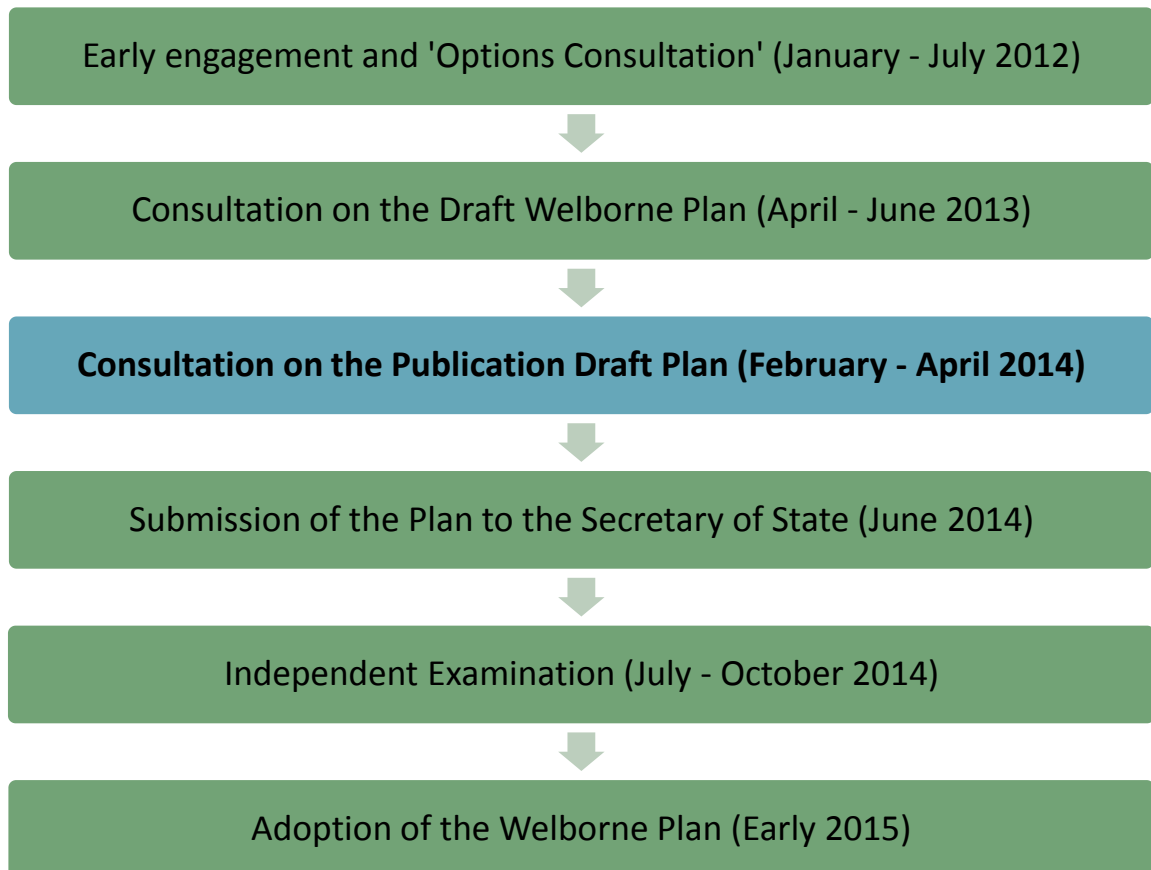 Early engagement and 'Options Consultation' (January - July 2012)
Consultation on the Draft Welborne Plan (April - June 2013)
Consultation on the Publication Draft Plan (February - April 2014)
Submission of the Plan to the Secretary of State (June 2014)
Independent Examination (July - October 2014)
Adoption of the Welborne Plan (Early 2015)